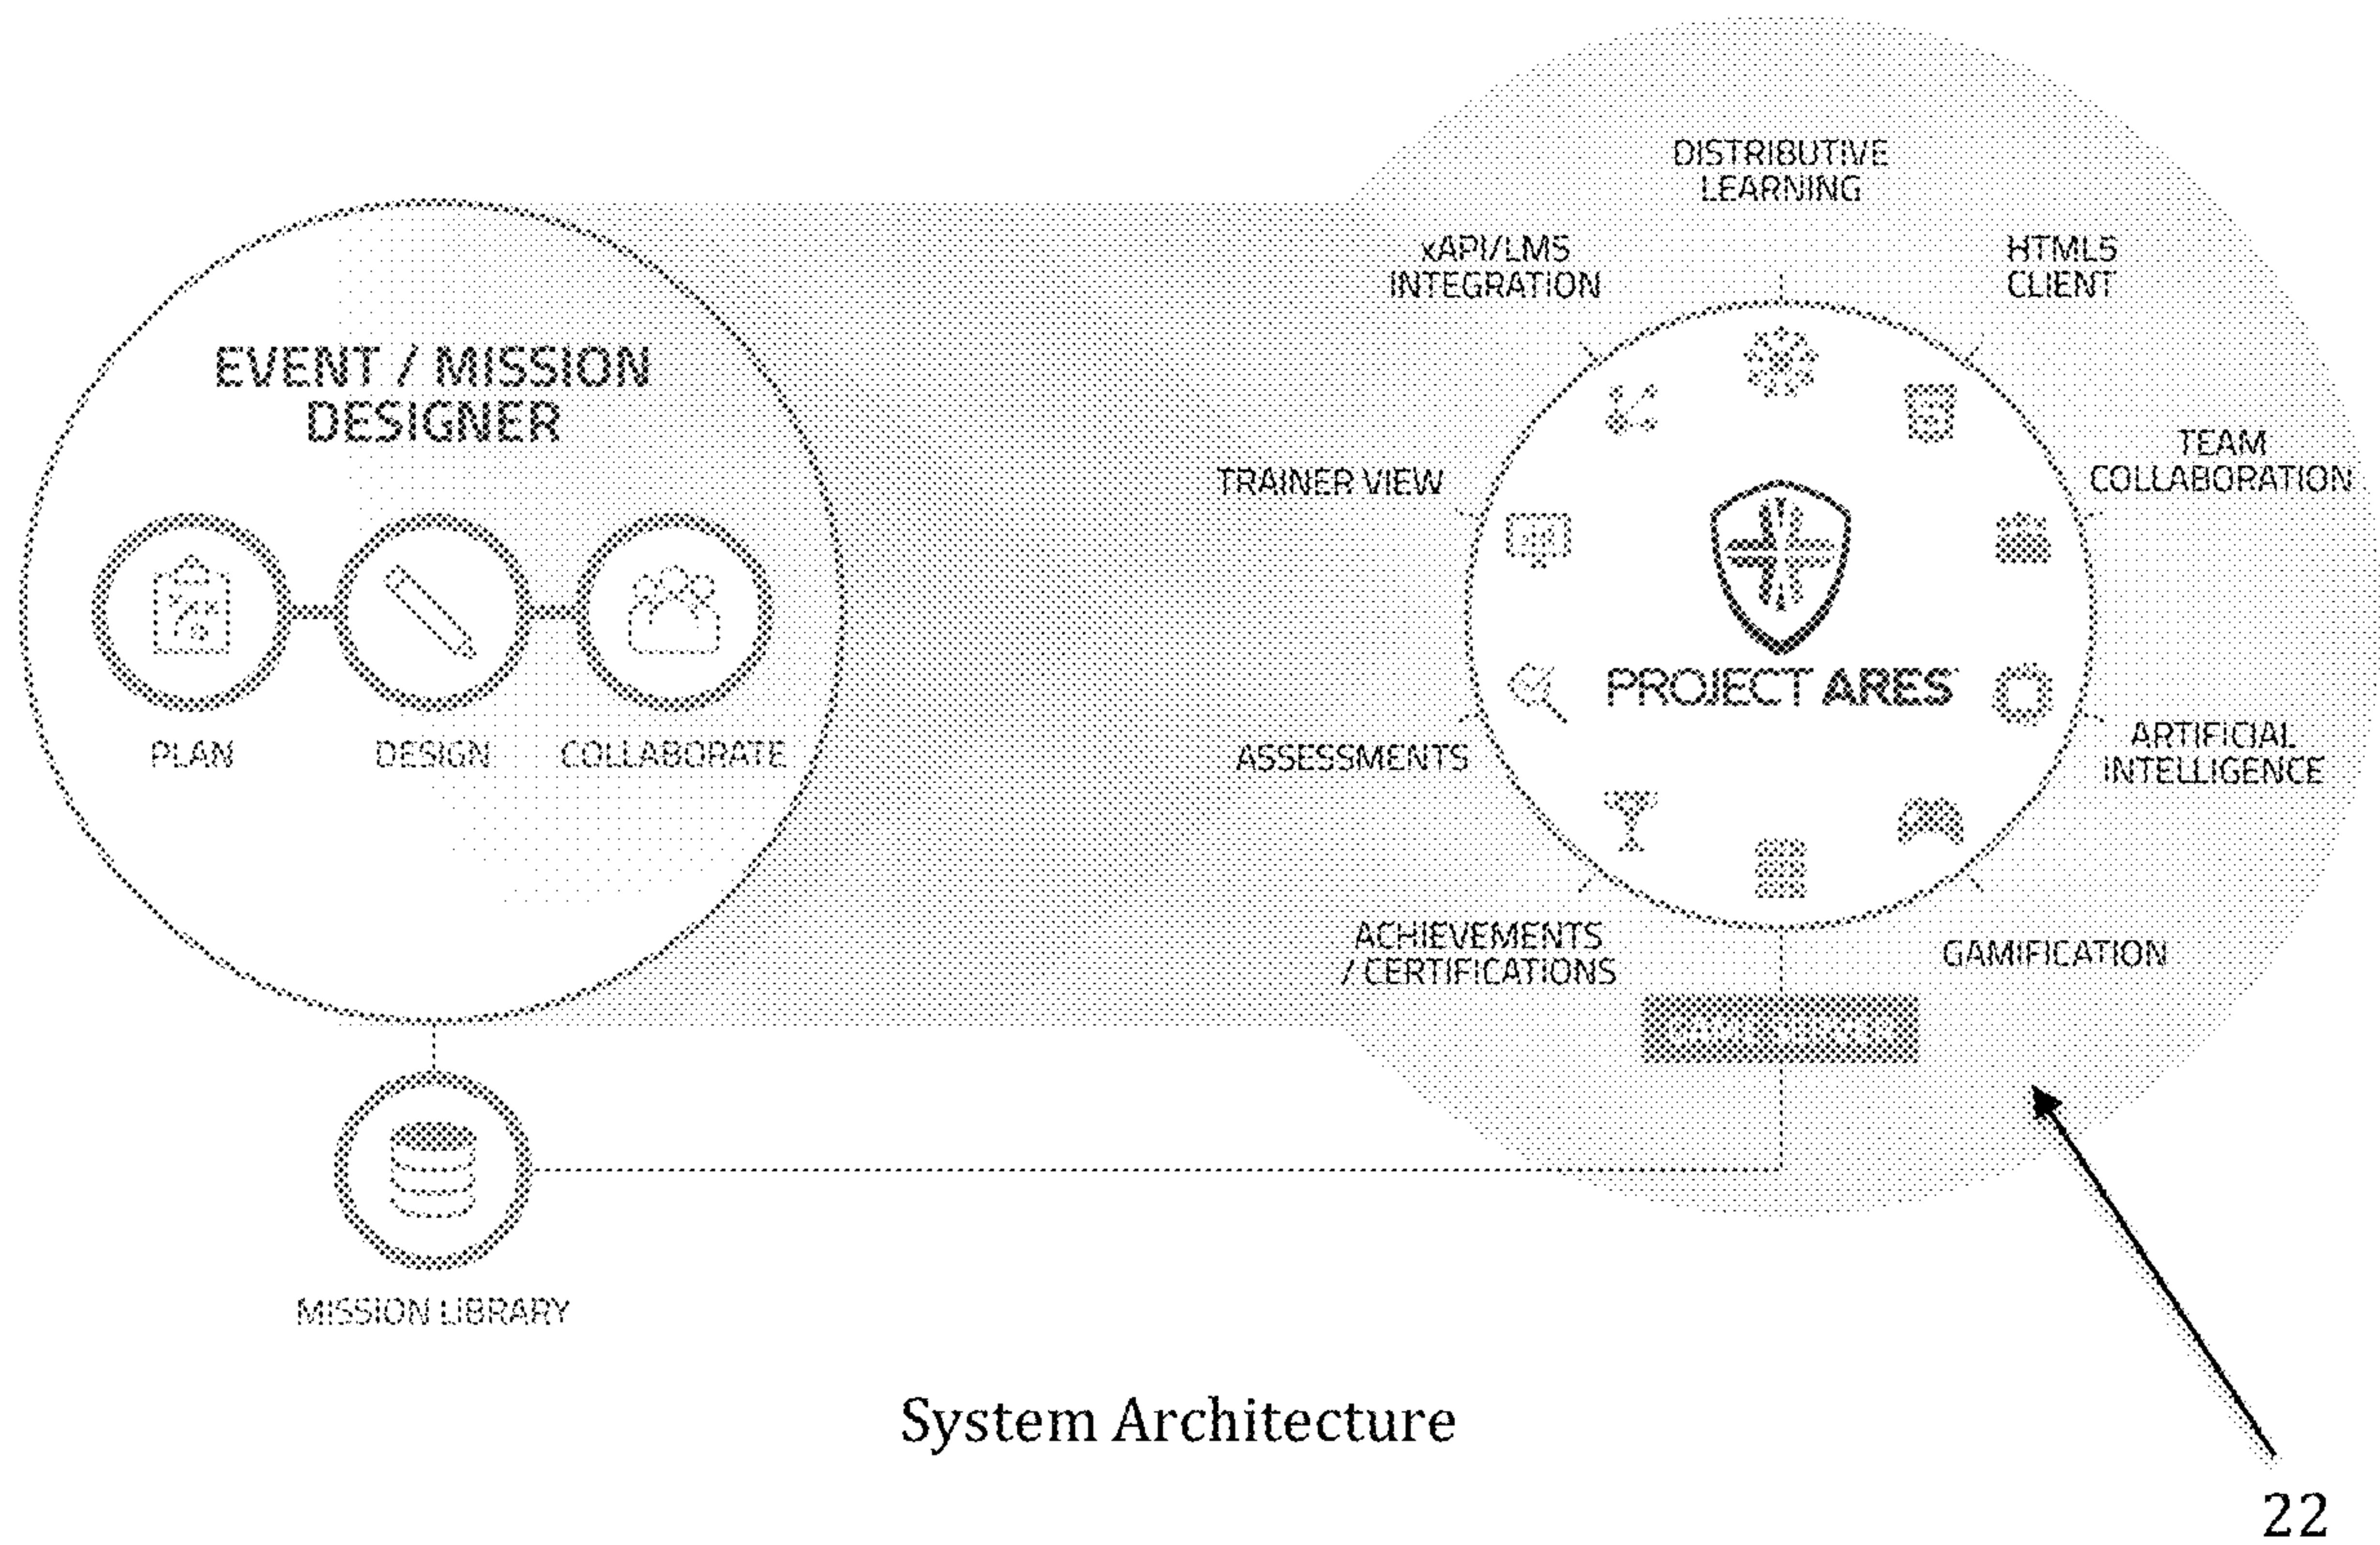 DISTRIBUTIVE
LEARNING
xAPI/LMS
INTEGRATION
HTML5
CLIENT
EVENT / MISSION
DESIGNER
TRAINER VIEW
TEAM
COLLABORATION
PROJECT ARES
PLAN
DESIGN
COLLABORATE
ASSESSMENTS
ARTIFICIAL
INTELLIGENCE
ACHIEVEMENTS
/ CERTIFICATIONS
GAMIFICATION
MISSION LIBRARY
System Architecture
22